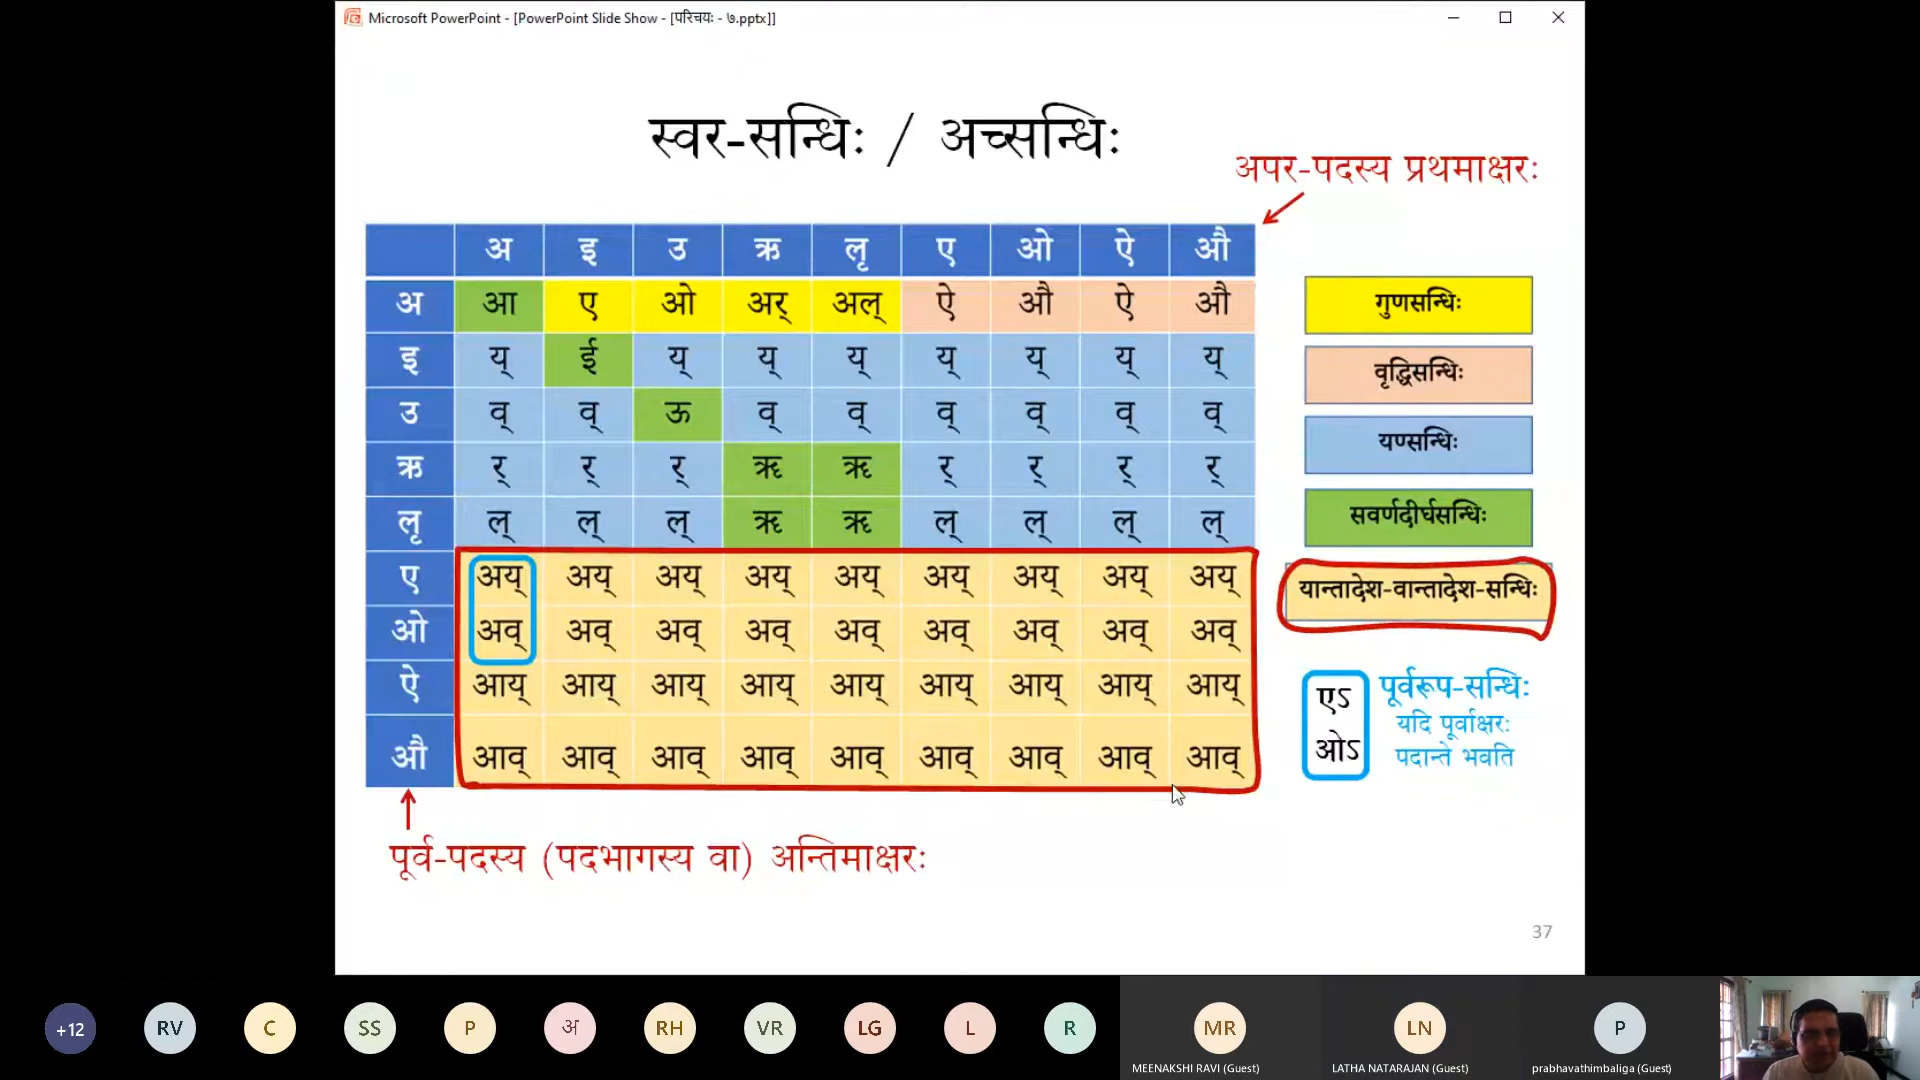 Microsoft PowerPoint - [PowerPoint Slide Show - [परिचयः - ७.pptx]]
स्वर-सन्धिः / अच्सन्धिः
अपर-पदस्य प्रथमाक्षरः
अ इ उ ऋ लृ ए ओ ऐ औ
अ आ ए ओ अर् अल् ऐ औ ऐ औ
इ य् ई य् य् य् य् य् य् य्
उ व् व् ऊ व् व् व् व् व् व्
ऋ र् र् र् ॠ ॠ र् र् र् र्
लृ ल् ल् ल् ॠ ॠ ल् ल् ल् ल्
ए अय् अय् अय् अय् अय् अय् अय् अय् अय्
ओ अव् अव् अव् अव् अव् अव् अव् अव् अव्
ऐ आय् आय् आय् आय् आय् आय् आय् आय् आय्
औ आव् आव् आव् आव् आव् आव् आव् आव् आव्
गुणसन्धिः
वृद्धिसन्धिः
यण्सन्धिः
सवर्णदीर्घसन्धिः
यान्तादेश-वान्तादेश-सन्धिः
एऽ
ओऽ
पूर्वरूप-सन्धिः
यदि पूर्वाक्षरः
पदान्ते भवति
पूर्व-पदस्य (पदभागस्य वा) अन्तिमाक्षरः
37
+12 RV C SS P अ RH VR LG L R MR LN P
MEENAKSHI RAVI (Guest) LATHA NATARAJAN (Guest) prabhavathimbaliga (Guest)